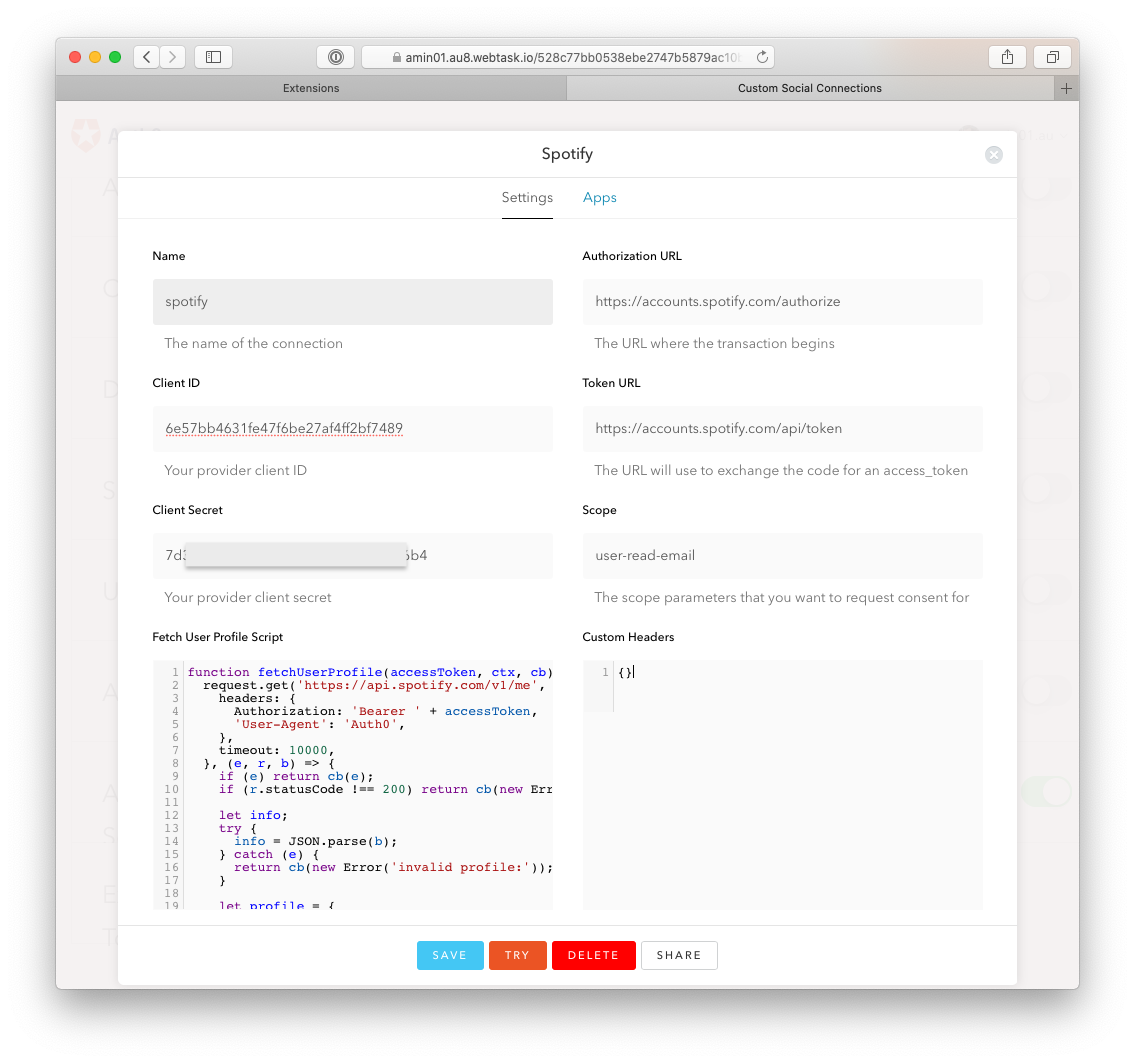 amin01.au8.webtask.io/528c77bb0538ebe2747b5879ac10
Extensions
Custom Social Connections
Spotify
Settings
Apps
Name
spotify
The name of the connection
Authorization URL
https://accounts.spotify.com/authorize
The URL where the transaction begins
Client ID
6e57bb4631fe47f6be27af4ff2bf7489
Your provider client ID
Token URL
https://accounts.spotify.com/api/token
The URL will use to exchange the code for an access_token
Client Secret
7d3 b4
Your provider client secret
Scope
user-read-email
The scope parameters that you want to request consent for
Fetch User Profile Script
1 function fetchUserProfile(accessToken, ctx, cb)
2 request.get('https://api.spotify.com/v1/me',
3 headers: {
4 Authorization: 'Bearer ' + accessToken,
5 'User-Agent': 'Auth0',
6 },
7 timeout: 10000,
8 }, (e, r, b) => {
9 if (e) return cb(e);
10 if (r.statusCode !== 200) return cb(new Err
11
12 let info;
13 try {
14 info = JSON.parse(b);
15 } catch (e) {
16 return cb(new Error('invalid profile:'));
17 }
18
19 let profile = {
Custom Headers
1 {}
SAVE
TRY
DELETE
SHARE